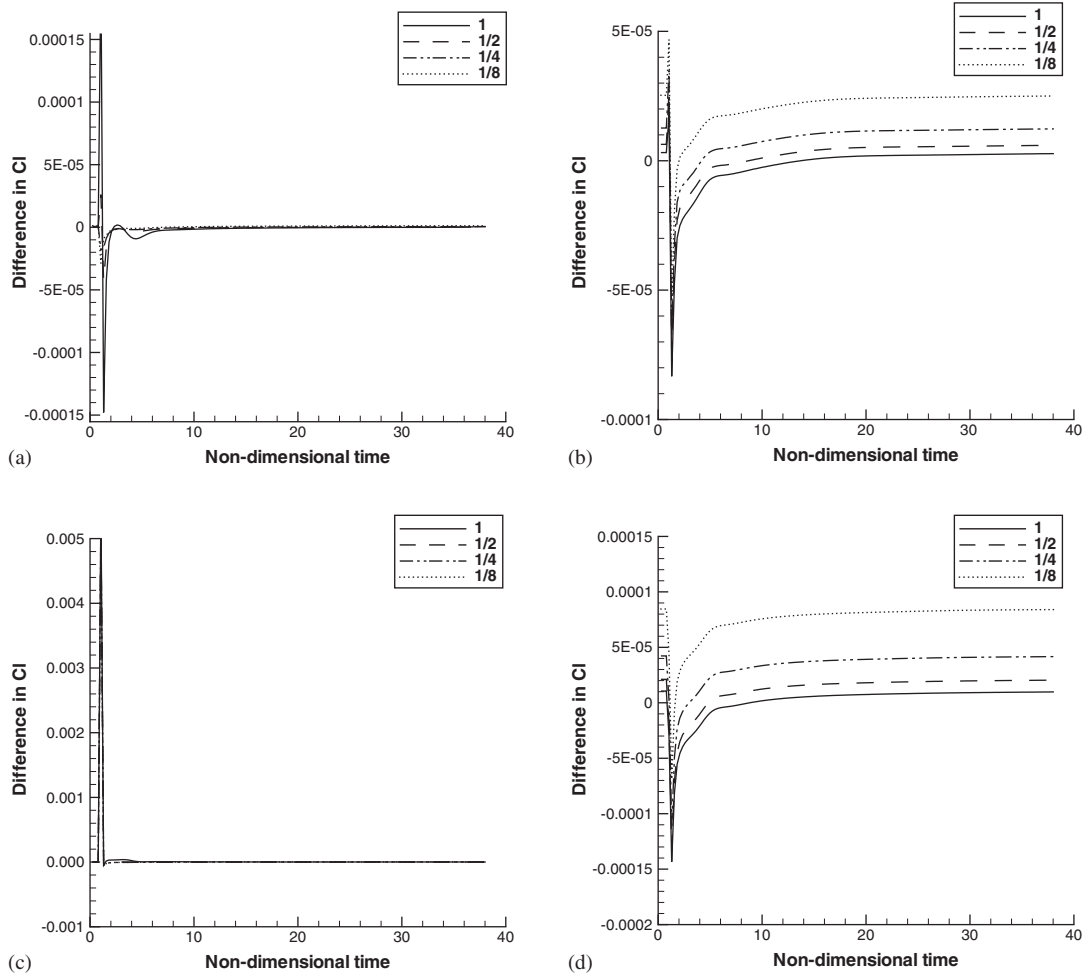 1
1/2
1/4
1/8
0.00015
0.0001
5E-05
0
-5E-05
-0.0001
-0.00015
Difference in Cl
0 10 20 30 40
Non-dimensional time
(a)
1
1/2
1/4
1/8
5E-05
0
-5E-05
-0.0001
Difference in Cl
0 10 20 30 40
Non-dimensional time
(b)
1
1/2
1/4
1/8
0.005
0.004
0.003
0.002
0.001
0.000
-0.001
Difference in Cl
0 10 20 30 40
Non-dimensional time
(c)
1
1/2
1/4
1/8
0.00015
0.0001
5E-05
0
-5E-05
-0.0001
-0.00015
-0.0002
Difference in Cl
0 10 20 30 40
Non-dimensional time
(d)